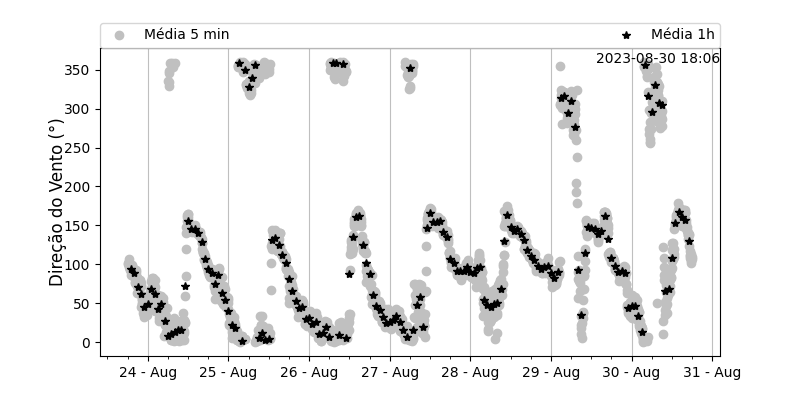 Média 5 min
Média 1h
2023-08-30 18:06
Direção do Vento (°)
350
300
250
200
150
100
50
0
24 - Aug
25 - Aug
26 - Aug
27 - Aug
28 - Aug
29 - Aug
30 - Aug
31 - Aug